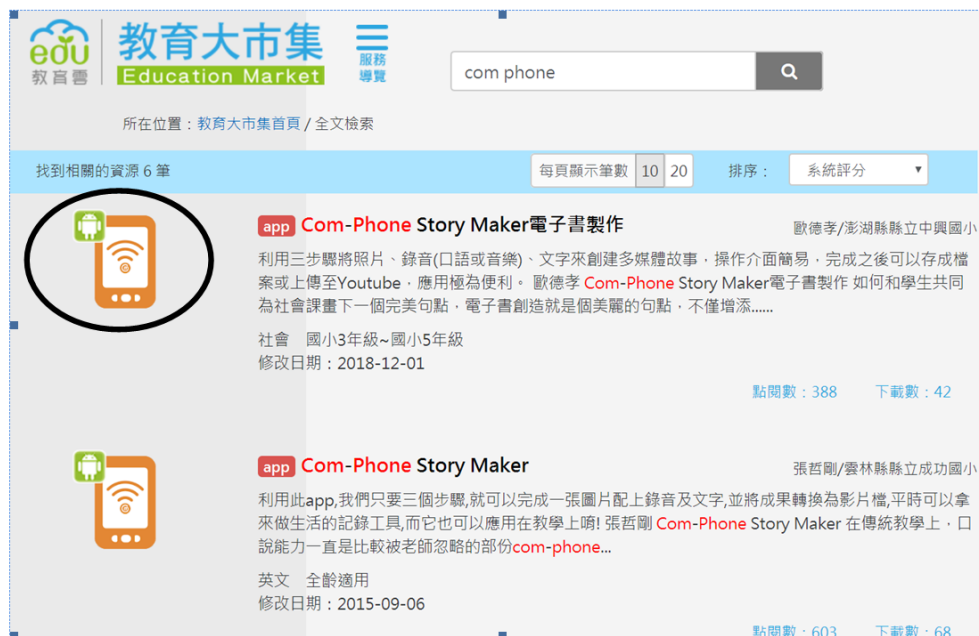 edu
教育雲
教育大市集
Education Market
服務
導覽
com phone
所在位置：教育大市集首頁 / 全文檢索
找到相關的資源 6 筆
每頁顯示筆數 10 20 排序： 系統評分
app Com-Phone Story Maker電子書製作
歐德孝/澎湖縣縣立中興國小
利用三步驟將照片、錄音(口語或音樂)、文字來創建多媒體故事，操作介面簡易，完成之後可以存成檔
案或上傳至Youtube，應用極為便利。 歐德孝 Com-Phone Story Maker電子書製作 如何和學生共同
為社會課畫下一個完美句點，電子書創造就是個美麗的句點，不僅增添......
社會 國小3年級~國小5年級
修改日期：2018-12-01
點閱數：388 下載數：42
app Com-Phone Story Maker
張哲剛/雲林縣縣立成功國小
利用此app,我們只要三個步驟,就可以完成一張圖片配上錄音及文字,並將成果轉換為影片檔,平時可以拿
來做生活的記錄工具,而它也可以應用在教學上唷! 張哲剛 Com-Phone Story Maker 在傳統教學上，口
說能力一直是比較被老師忽略的部份com-phone...
英文 全齡適用
修改日期：2015-09-06
點閱數：603 下載數：68